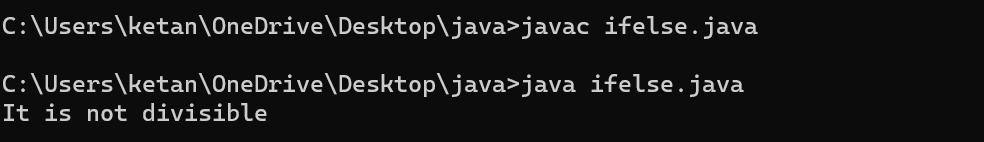 C:\Users\ketan\OneDrive\Desktop\java>javac ifelse.java
C:\Users\ketan\OneDrive\Desktop\java>java ifelse.java
It is not divisible